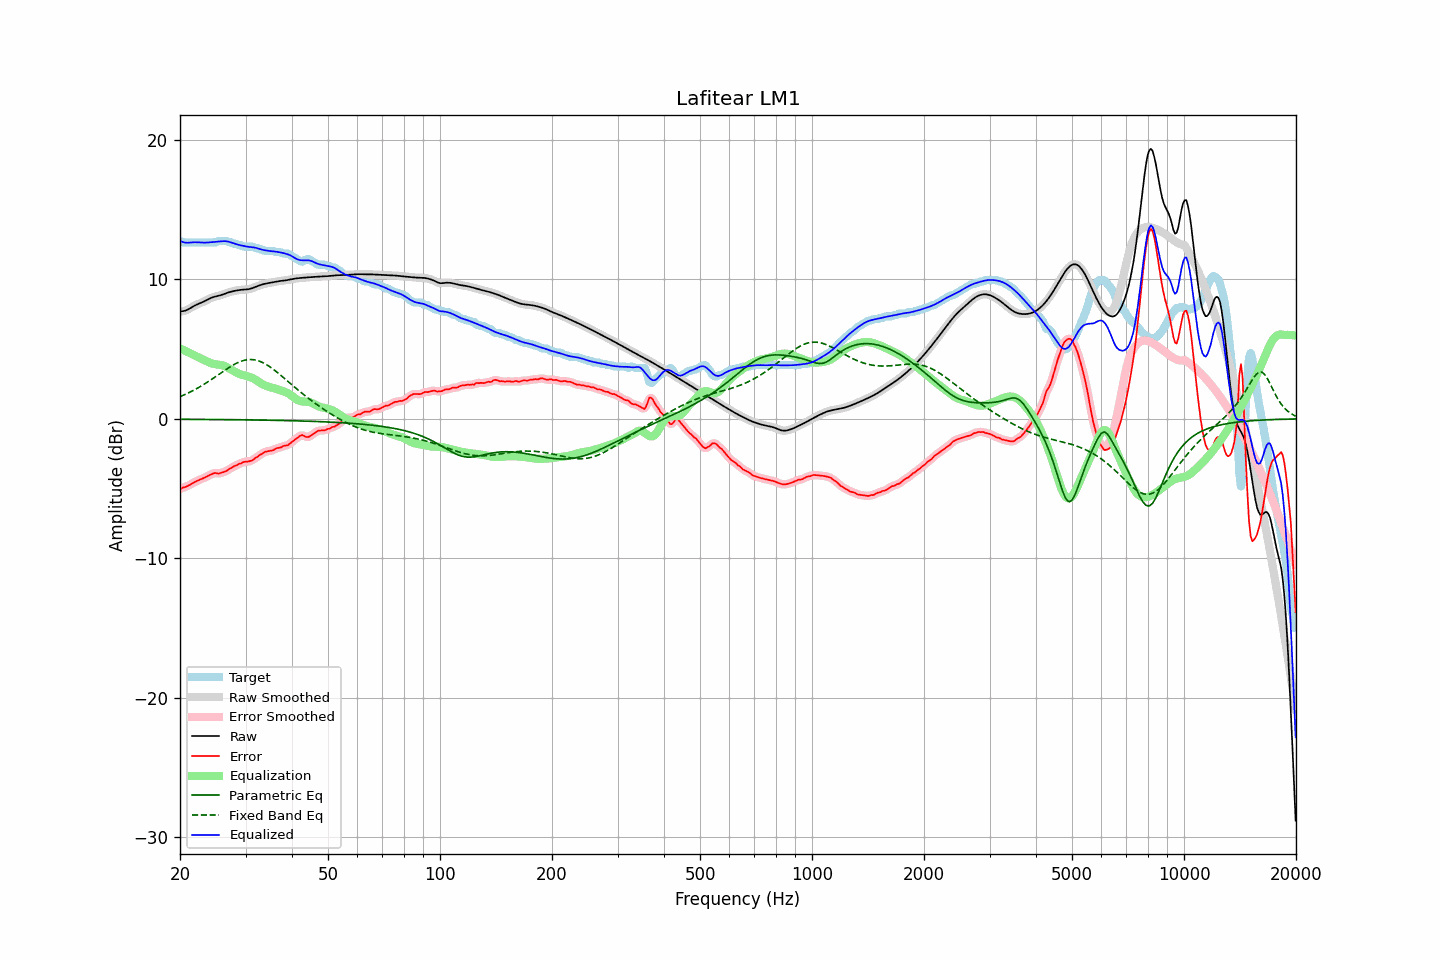 Lafitear LM1
Amplitude (dBr)
20
10
0
−10
−20
−30
Target
Raw Smoothed
Error Smoothed
Raw
Error
Equalization
Parametric Eq
Fixed Band Eq
Equalized
20 50 100 200 500 1000 2000 5000 10000 20000
Frequency (Hz)